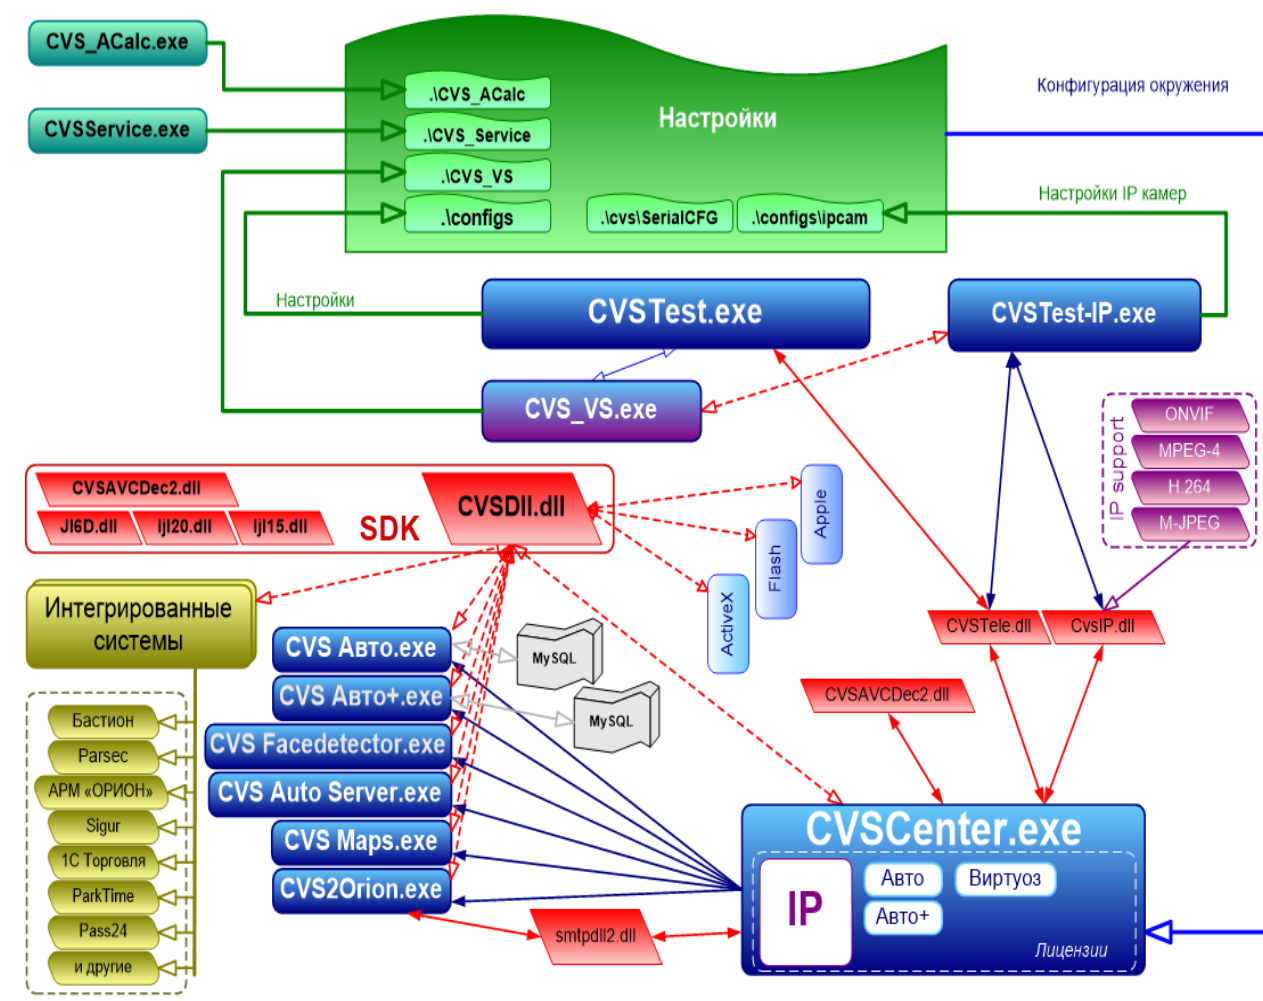 CVS_ACalc.exe
CVSService.exe
.\CVS_ACalc
.\CVS_Service
.\CVS_VS
.\configs
Настройки
.\cvs\SerialCFG
.\configs\ipcam
Конфигурация окружения
Настройки IP камер
Настройки
CVSTest.exe
CVSTest-IP.exe
CVS_VS.exe
IP support
ONVIF
MPEG-4
H.264
M-JPEG
CVSAVCDec2.dll
JI6D.dll
Ijl20.dll
Ijl15.dll
SDK
CVSDll.dll
Apple
Flash
ActiveX
Интегрированные
системы
Бастион
Parsec
АРМ «ОРИОН»
Sigur
1С Торговля
ParkTime
Pass24
и другие
CVS Авто.exe
CVS Авто+.exe
CVS Facedetector.exe
CVS Auto Server.exe
CVS Maps.exe
CVS2Orion.exe
MySQL
MySQL
CVSTele.dll
CvsIP.dll
CVSAVCDec2.dll
smtpdll2.dll
CVSCenter.exe
IP
Авто
Виртуоз
Авто+
Лицензии